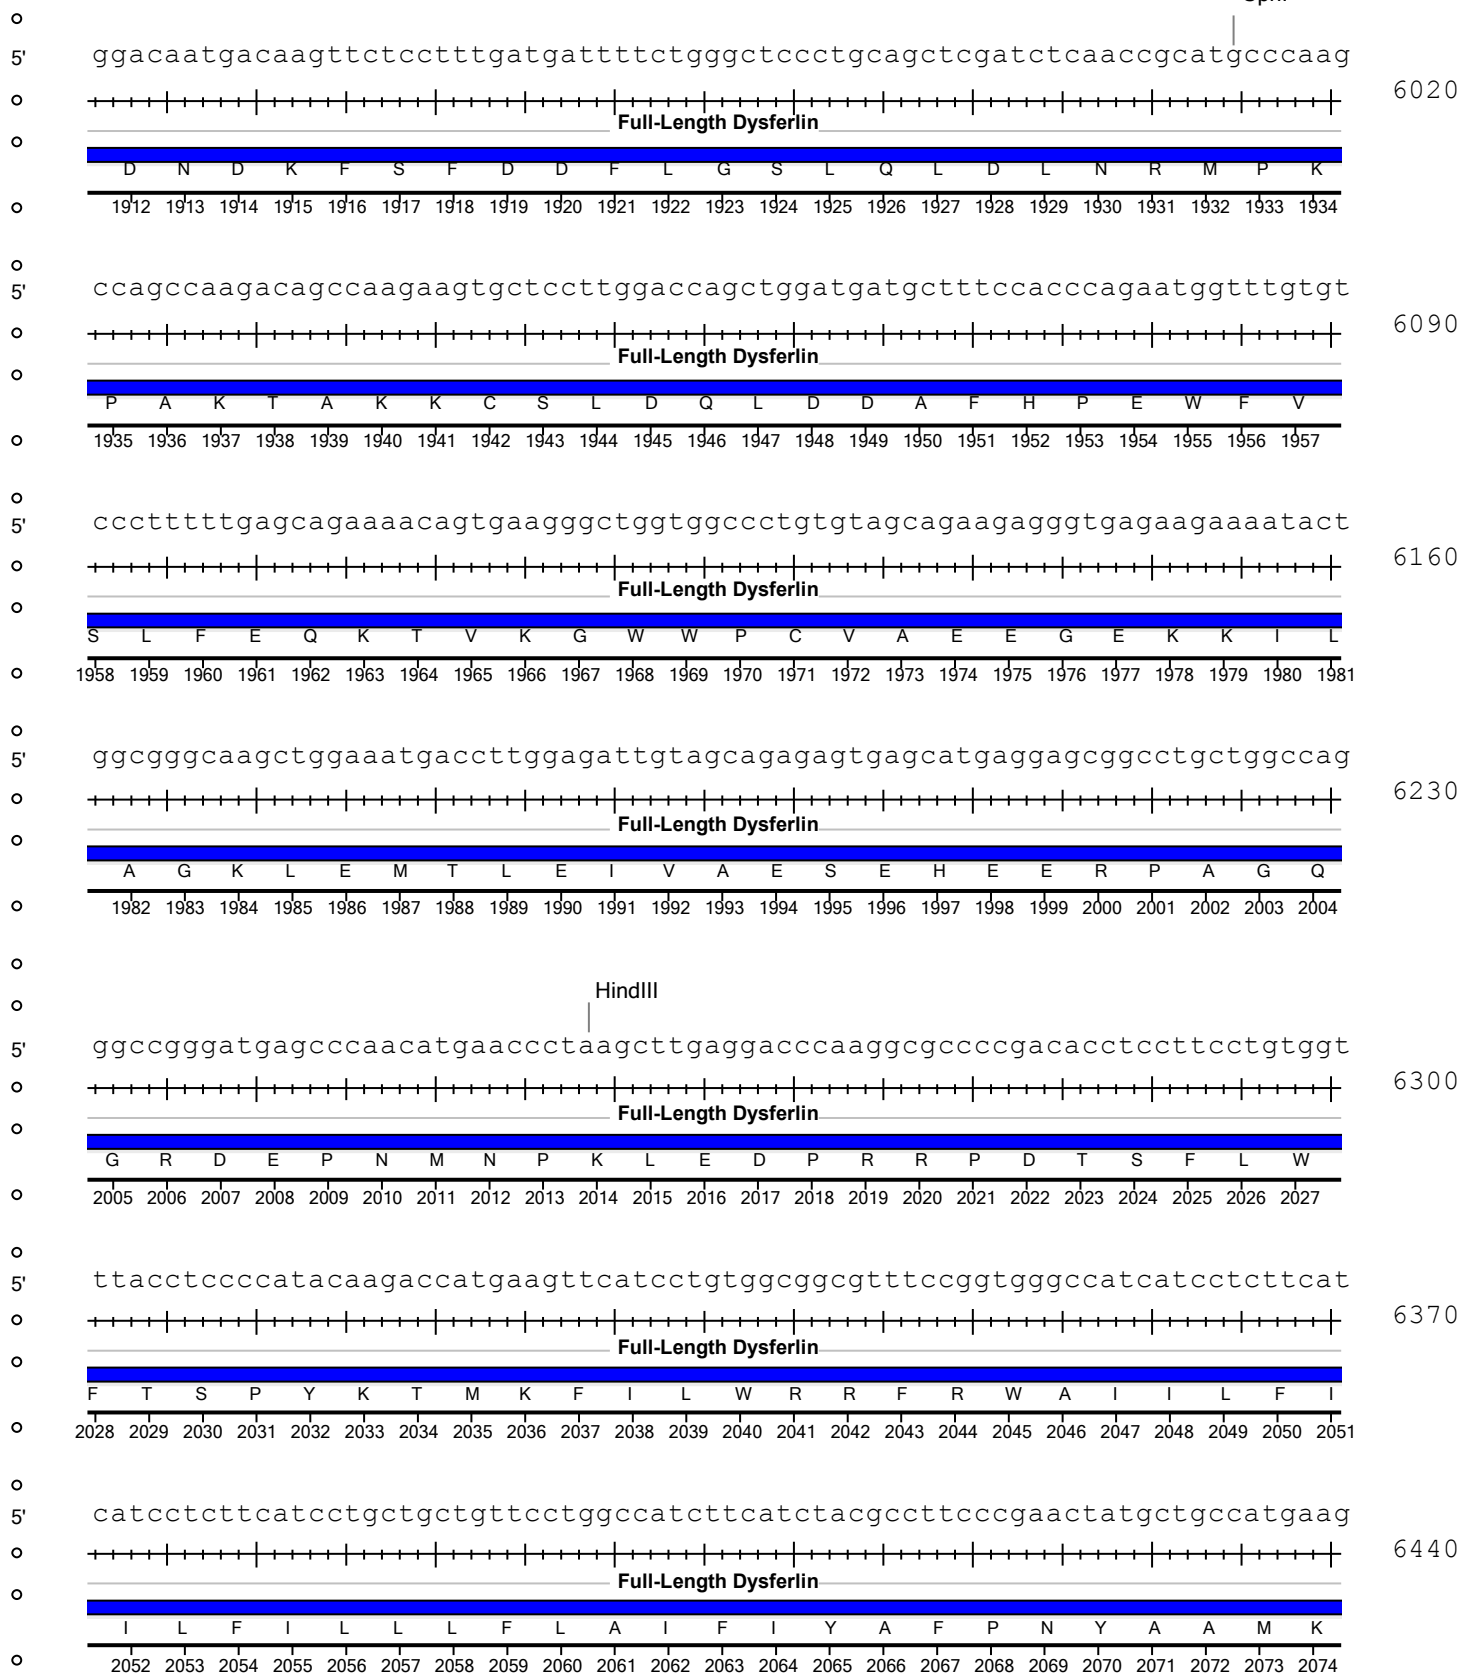 5' ggacaatgacaagttctcctttgatgattttctgggctccctgcagctcgatctcaaccgcatgcccaag
6020
Full-Length Dysferlin
D N D K F S F D D F L G S L Q L D L N R M P K
1912 1913 1914 1915 1916 1917 1918 1919 1920 1921 1922 1923 1924 1925 1926 1927 1928 1929 1930 1931 1932 1933 1934
5' ccagccaagacagccaagaagtgctccttggaccagctggatgatgctttccacccagaatggtttgtgt
6090
Full-Length Dysferlin
P A K T A K K C S L D Q L D D A F H P E W F V
1935 1936 1937 1938 1939 1940 1941 1942 1943 1944 1945 1946 1947 1948 1949 1950 1951 1952 1953 1954 1955 1956 1957
5' ccctttttgagcagaaaacagtgaagggctggtggccctgtgtagcagaagagggtgagaagaaaatact
6160
Full-Length Dysferlin
S L F E Q K T V K G W W P C V A E E G E K K I L
1958 1959 1960 1961 1962 1963 1964 1965 1966 1967 1968 1969 1970 1971 1972 1973 1974 1975 1976 1977 1978 1979 1980 1981
5' ggcgggcaagctggaaatgaccttggagattgtagcagagagtgagcatgaggagcggcctgctggccag
6230
Full-Length Dysferlin
A G K L E M T L E I V A E S E H E E R P A G Q
1982 1983 1984 1985 1986 1987 1988 1989 1990 1991 1992 1993 1994 1995 1996 1997 1998 1999 2000 2001 2002 2003 2004
HindIII
5' ggccgggatgagcccaacatgaaccctaagcttgaggacccaaggcgccccgacacctccttcctgtggt
6300
Full-Length Dysferlin
G R D E P N M N P K L E D P R R P D T S F L W
2005 2006 2007 2008 2009 2010 2011 2012 2013 2014 2015 2016 2017 2018 2019 2020 2021 2022 2023 2024 2025 2026 2027
5' ttacctccccatacaagaccatgaagttcatcctgtggcggcgtttccggtgggccatcatcctcttcat
6370
Full-Length Dysferlin
F T S P Y K T M K F I L W R R F R W A I I L F I
2028 2029 2030 2031 2032 2033 2034 2035 2036 2037 2038 2039 2040 2041 2042 2043 2044 2045 2046 2047 2048 2049 2050 2051
5' catcctcttcatcctgctgctgttcctggccatcttcatctacgccttcccgaactatgctgccatgaag
6440
Full-Length Dysferlin
I L F I L L L F L A I F I Y A F P N Y A A M K
2052 2053 2054 2055 2056 2057 2058 2059 2060 2061 2062 2063 2064 2065 2066 2067 2068 2069 2070 2071 2072 2073 2074